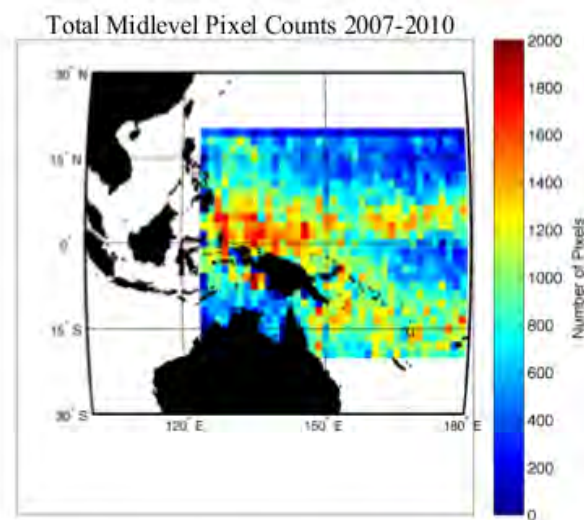 Total Midlevel Pixel Counts 2007-2010
30° N
15° N
0°
15° S
30° S
120° E
150° E
180° E
2000
1800
1600
1400
1200
1000
800
600
400
200
0
Number of Pixels